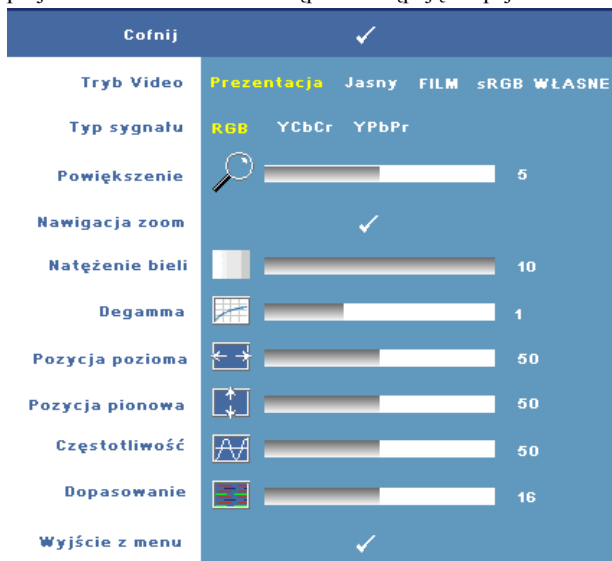 Cofnij
Tryb Video Prezentacja Jasny FILM sRGB WŁASNE
Typ sygnału RGB YCbCr YPbPr
Powiększenie 5
Nawigacja zoom
Natężenie bieli 10
Degamma 1
Pozycja pozioma 50
Pozycja pionowa 50
Częstotliwość 50
Dopasowanie 16
Wyjście z menu